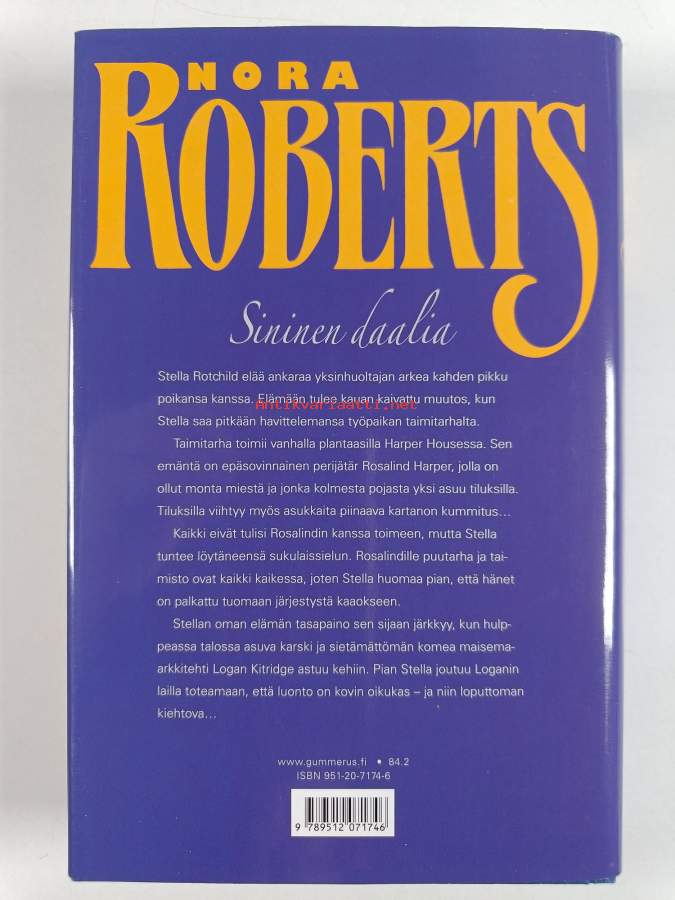 NORA
ROBERTS
Sininen daalia
Stella Rotchild elää ankaraa yksinhuoltajan arkea kahden pikku
poikansa kanssa. Elämään tulee kauan kaivattu muutos, kun
Antikvariaatti.net
Stella saa pitkään havittelemansa työpaikan taimitarhalta.
Taimitarha toimii vanhalla plantaasilla Harper Housessa. Sen
emäntä on epäsovinnainen perijätär Rosalind Harper, jolla on
ollut monta miestä ja jonka kolmesta pojasta yksi asuu tiluksilla.
Tiluksilla viihtyy myös asukkaita piinaava kartanon kummitus...
Kaikki eivät tulisi Rosalindin kanssa toimeen, mutta Stella
tuntee löytäneensä sukulaissielun. Rosalindille puutarha ja tai-
misto ovat kaikki kaikessa, joten Stella huomaa pian, että hänet
on palkattu tuomaan järjestystä kaaokseen.
Stellan oman elämän tasapaino sen sijaan järkkyy, kun hulp-
peassa talossa asuva karski ja sietämättömän komea maisema-
arkkitehti Logan Kitridge astuu kehiin. Pian Stella joutuu Loganin
lailla toteamaan, että luonto on kovin oikukas – ja niin loputtoman
kiehtova...
www.gummerus.fi • 84.2
ISBN 951-20-7174-6
9 789512 071746